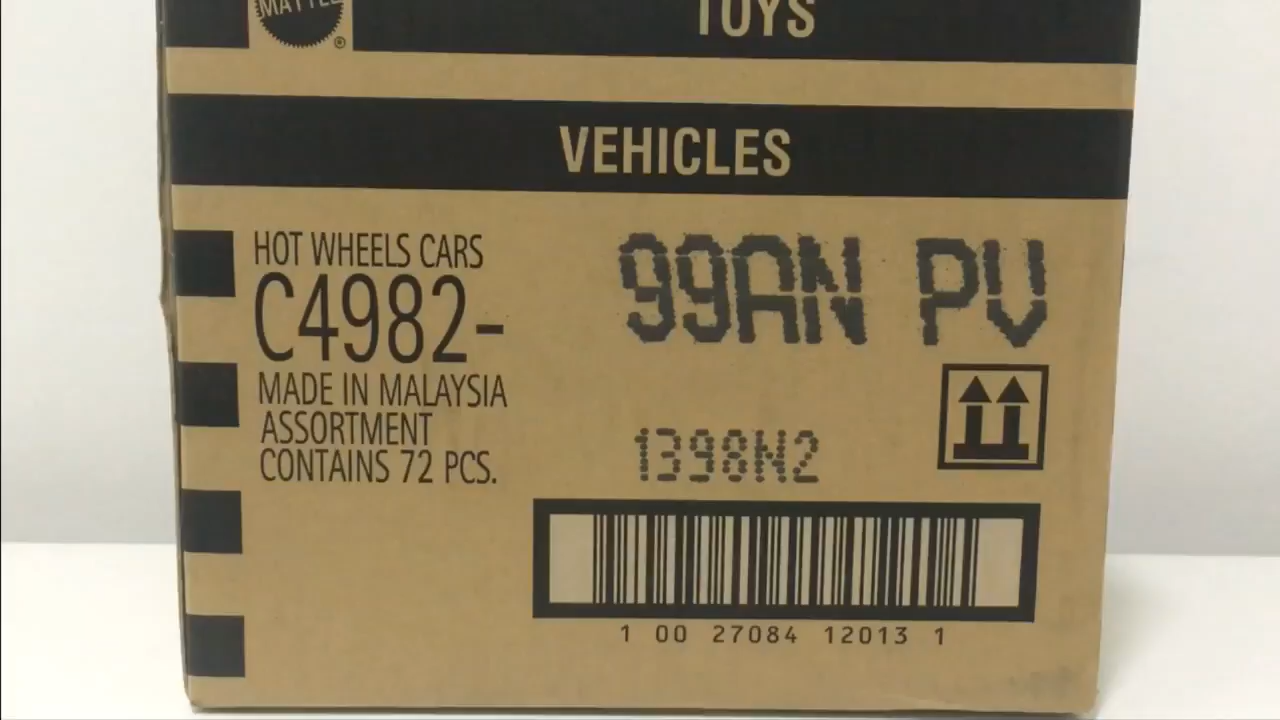 MATTEL
®
TOYS
VEHICLES
HOT WHEELS CARS
C4982-
MADE IN MALAYSIA
ASSORTMENT
CONTAINS 72 PCS.
99AN PV
1398N2
1 00 27084 12013 1